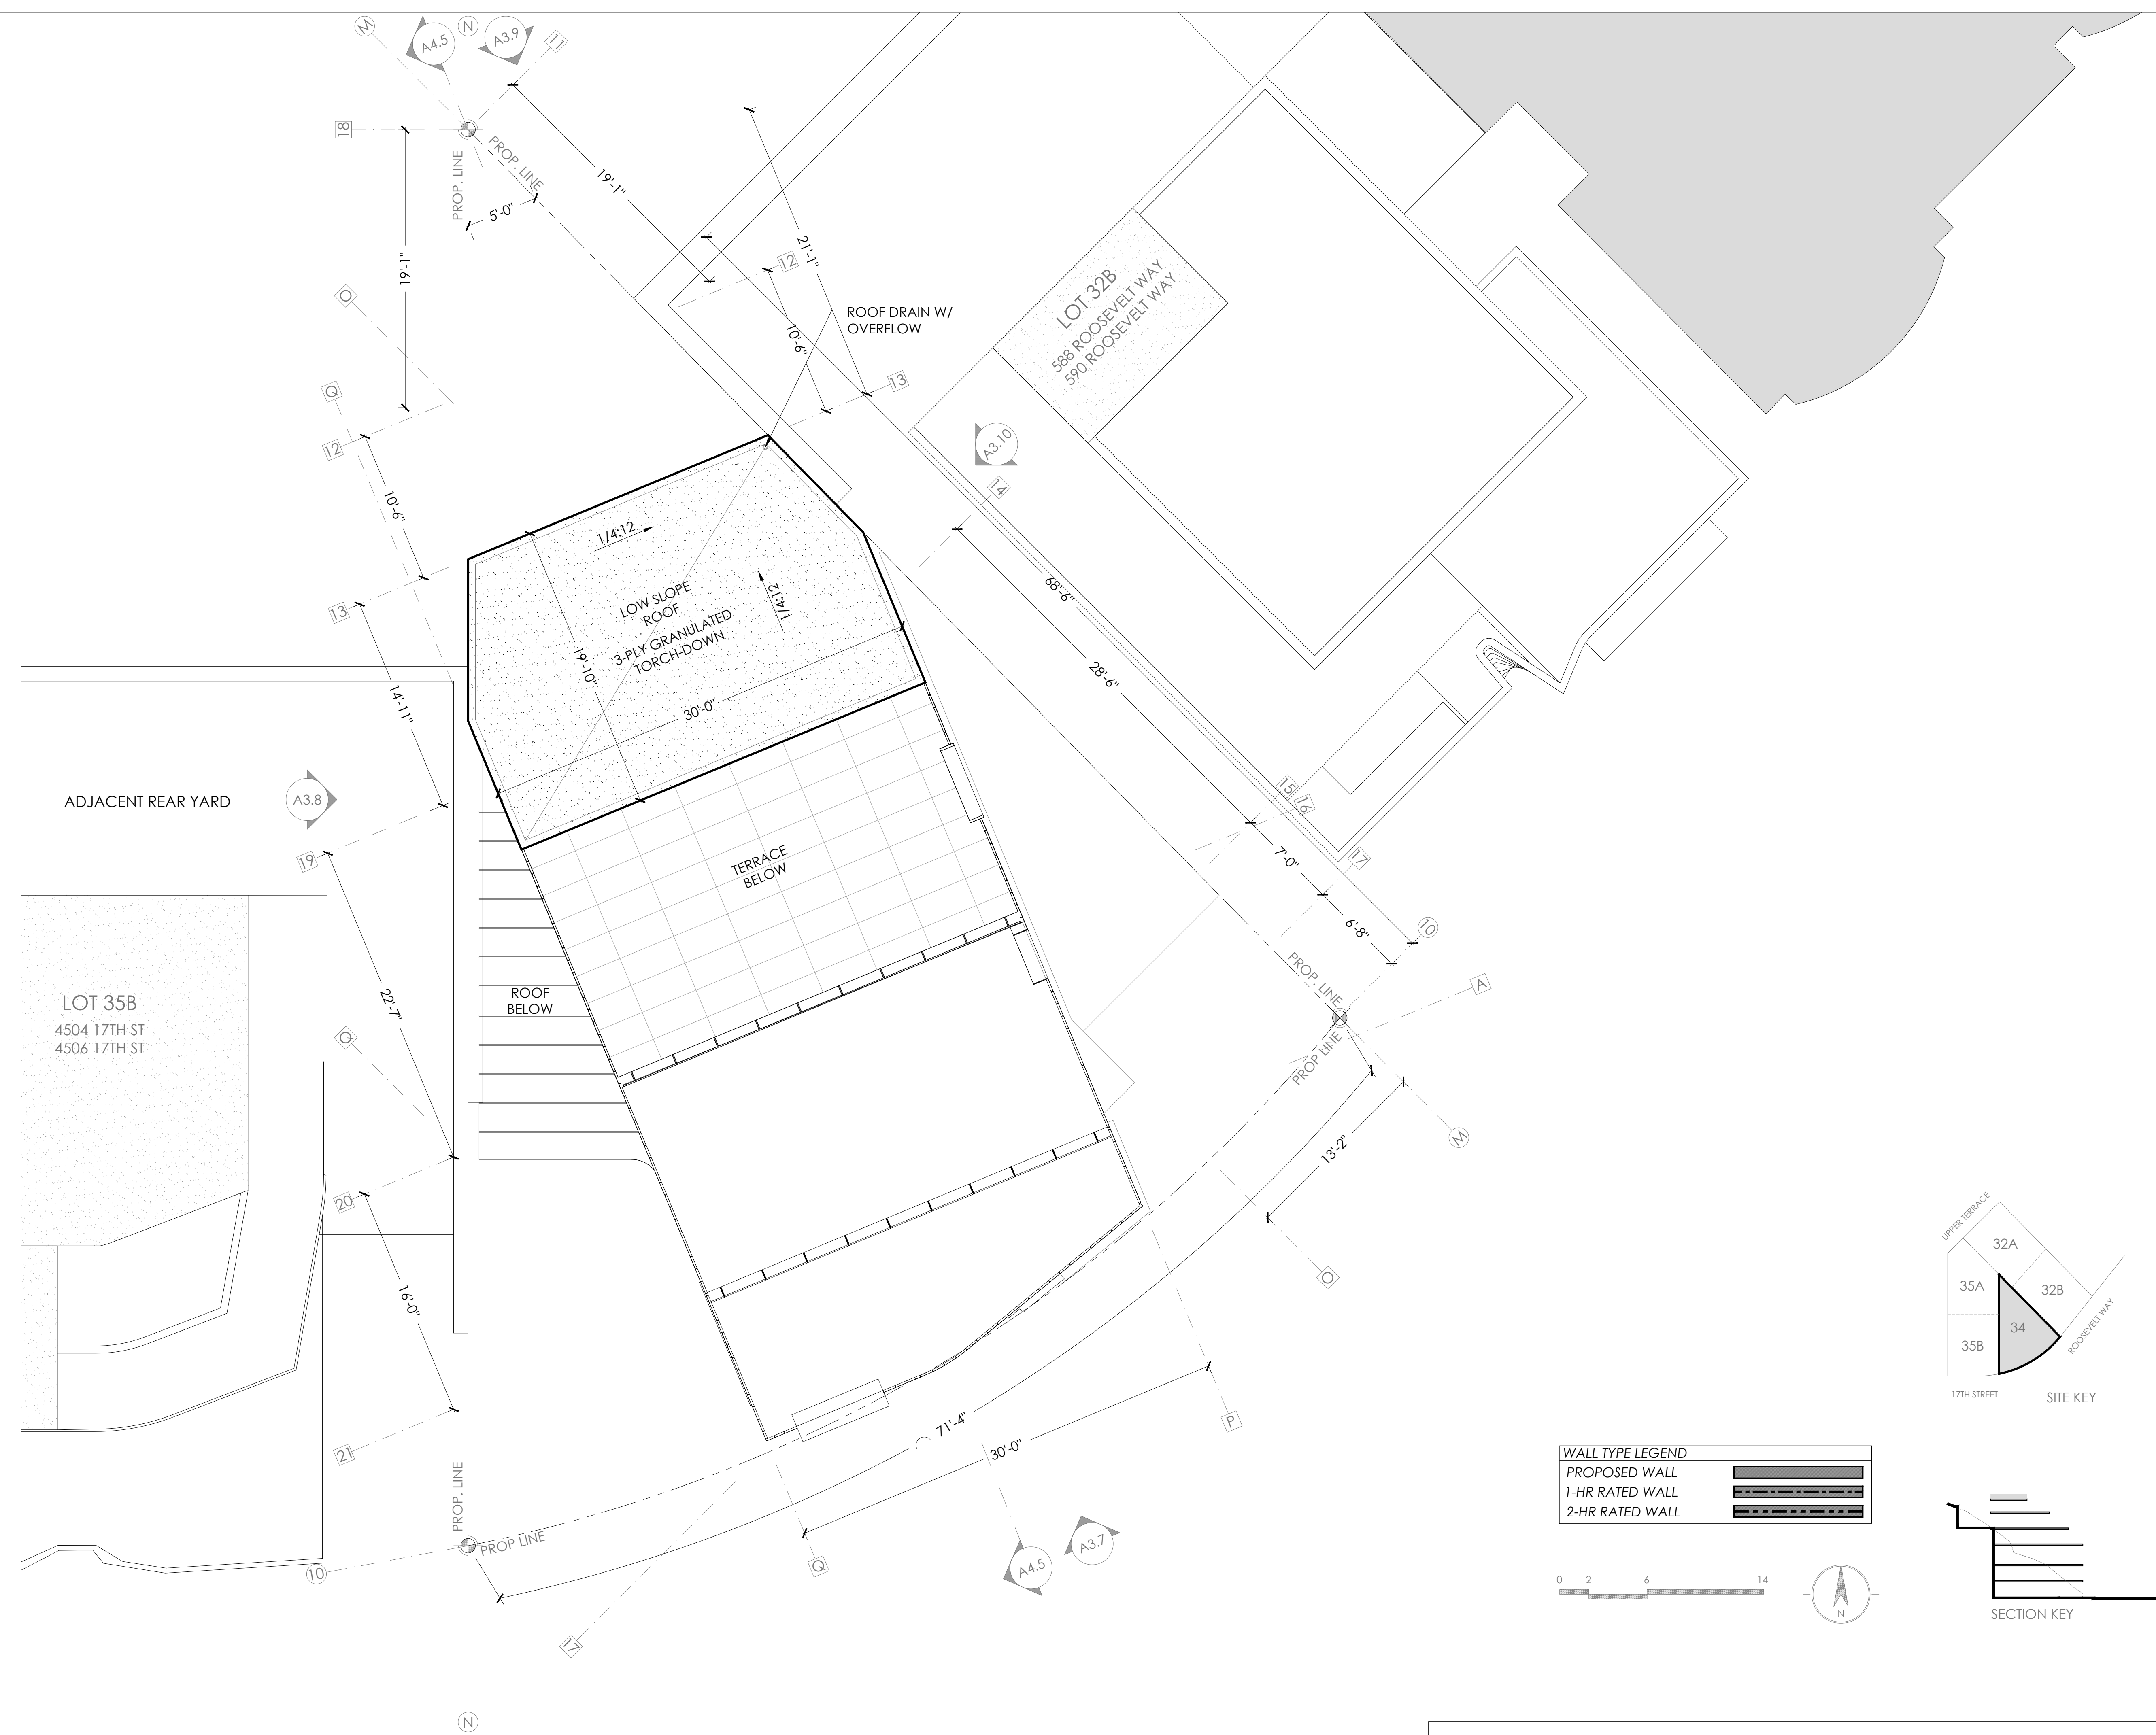 M
A4.5
N
A3.9
11
18
PROP. LINE
PROP. LINE
5'-0"
19'-1"
19'-1"
21'-1"
12
10'-6"
ROOF DRAIN W/
OVERFLOW
13
O
Q
12
10'-6"
13
14'-11"
LOT 32B
588 ROOSEVELT WAY
590 ROOSEVELT WAY
A3.10
14
68'-6"
28'-6"
1/4:12
1/4:12
LOW SLOPE
ROOF
3-PLY GRANULATED
TORCH-DOWN
19'-10"
30'-0"
ADJACENT REAR YARD
A3.8
19
TERRACE
BELOW
15
16
7'-0"
17
6'-8"
10
LOT 35B
4504 17TH ST
4506 17TH ST
22'-7"
Q
ROOF
BELOW
PROP. LINE
PROP LINE
A
M
13'-2"
O
20
16'-0"
21
71'-4"
30'-0"
P
PROP. LINE
PROP LINE
10
Q
A4.5
A3.7
17
N
UPPER TERRACE
32A
35A
32B
34
35B
ROOSEVELT WAY
17TH STREET
SITE KEY
WALL TYPE LEGEND
PROPOSED WALL
1-HR RATED WALL
2-HR RATED WALL
0 2 6 14
N
SECTION KEY